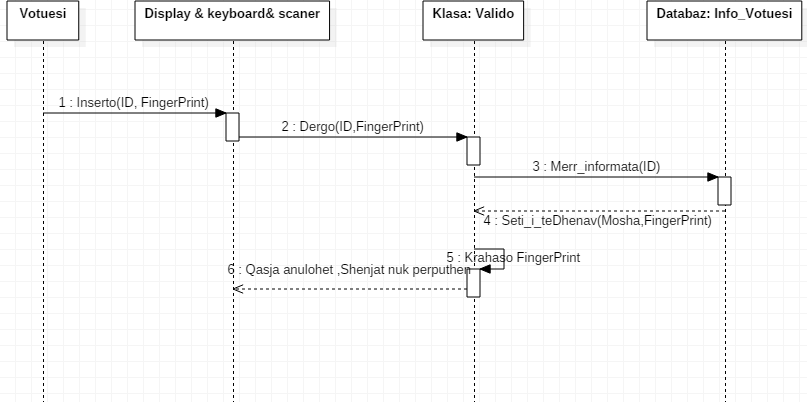 Votuesi
Display & keyboard& scaner
Klasa: Valido
Databaz: Info_Votuesi
1 : Inserto(ID, FingerPrint)
2 : Dergo(ID,FingerPrint)
3 : Merr_informata(ID)
4 : Seti_i_teDhenav(Mosha,FingerPrint)
5 : Krahaso FingerPrint
6 : Qasja anulohet ,Shenjat nuk perputhen